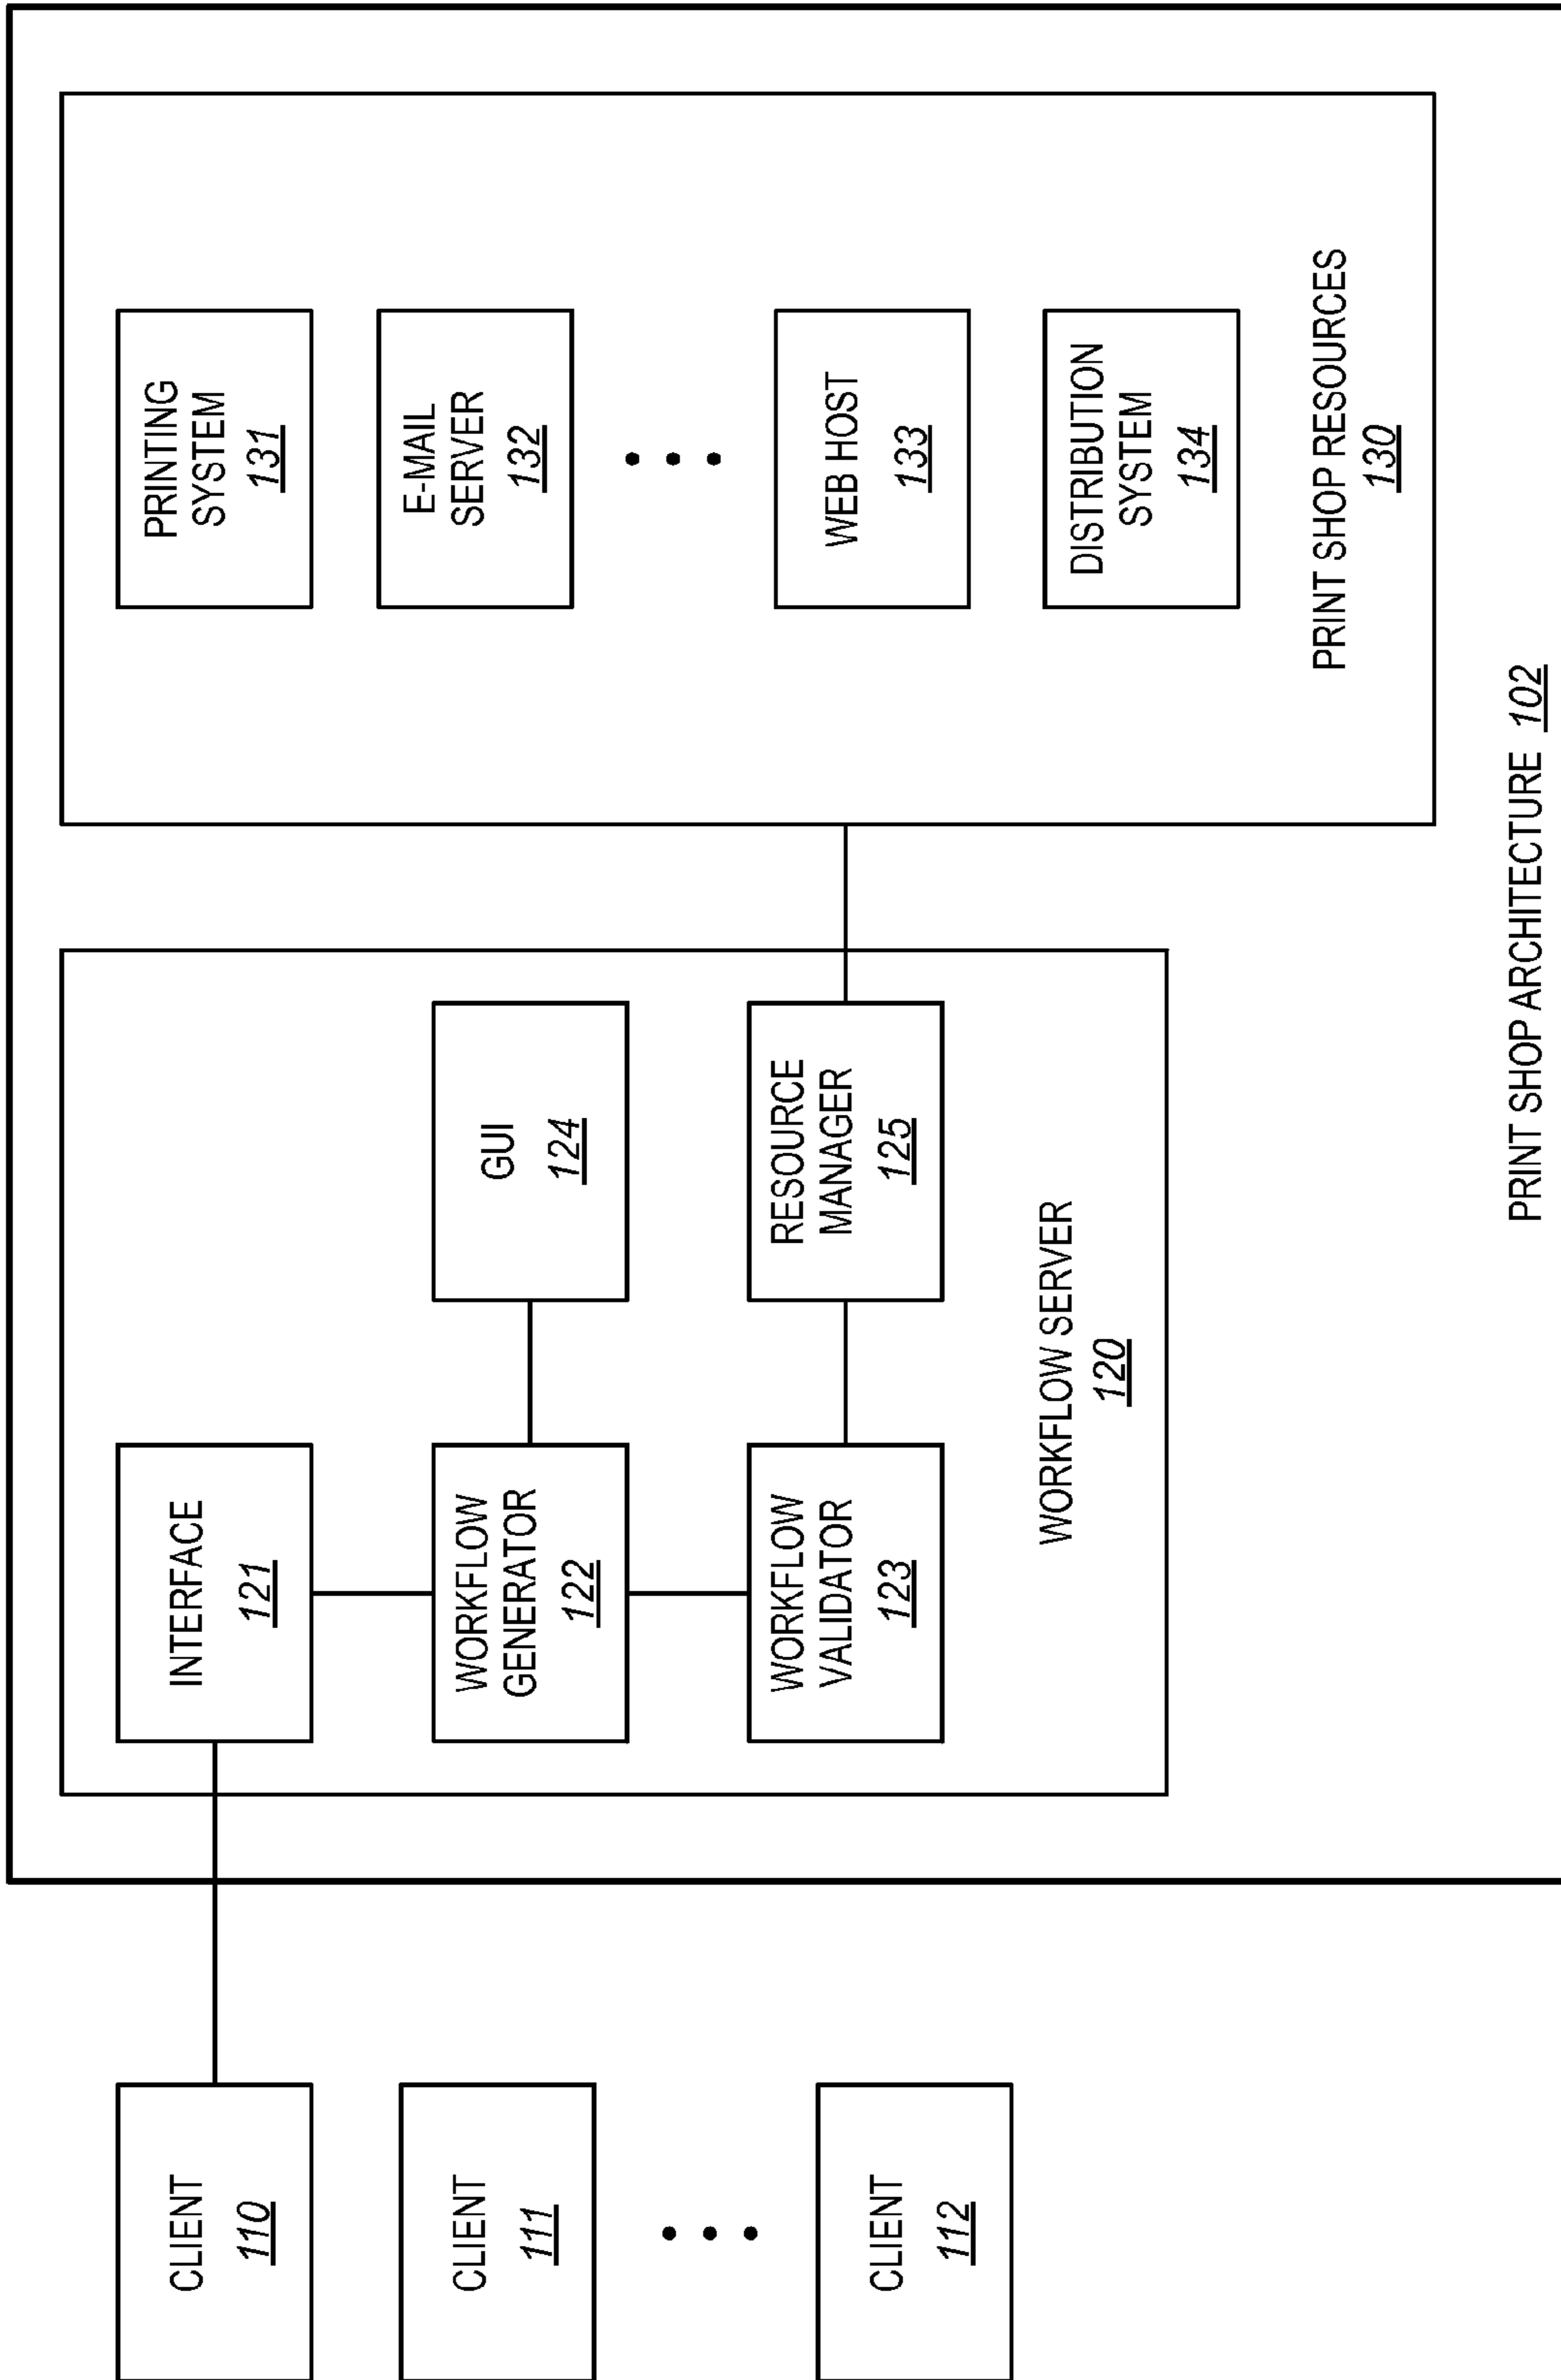 CLIENT
110
CLIENT
111
CLIENT
112
INTERFACE
121
WORKFLOW
GENERATOR
122
WORKFLOW
VALIDATOR
123
GUI
124
RESOURCE
MANAGER
125
WORKFLOW SERVER
120
PRINTING
SYSTEM
131
E-MAIL
SERVER
132
WEB HOST
133
DISTRIBUTION
SYSTEM
134
PRINT SHOP RESOURCES
130
PRINT SHOP ARCHITECTURE 102